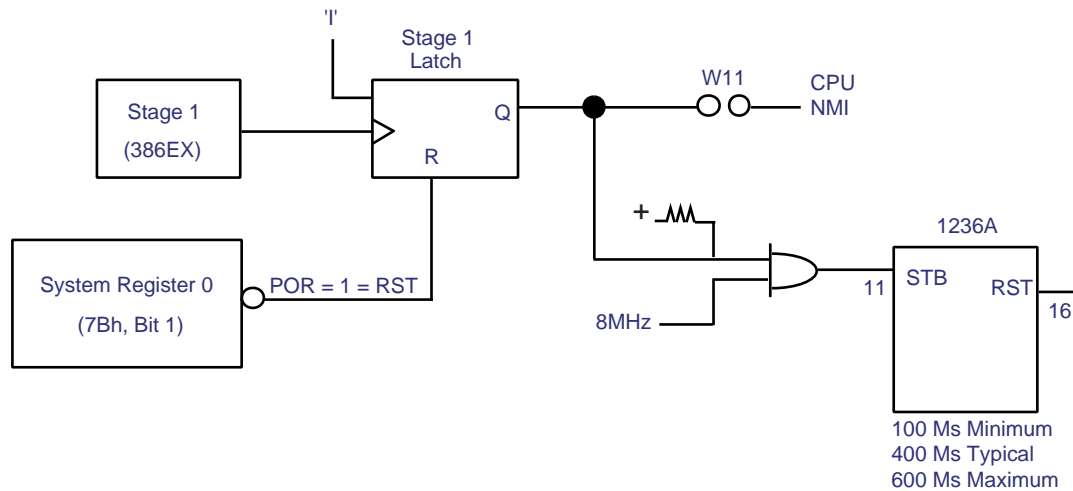 'I'
Stage 1
Latch
W11
CPU
NMI
Stage 1
(386EX)
Q
R
+
1236A
System Register 0
(7Bh, Bit 1)
POR = 1 = RST
8MHz
11
STB
RST
16
100 Ms Minimum
400 Ms Typical
600 Ms Maximum